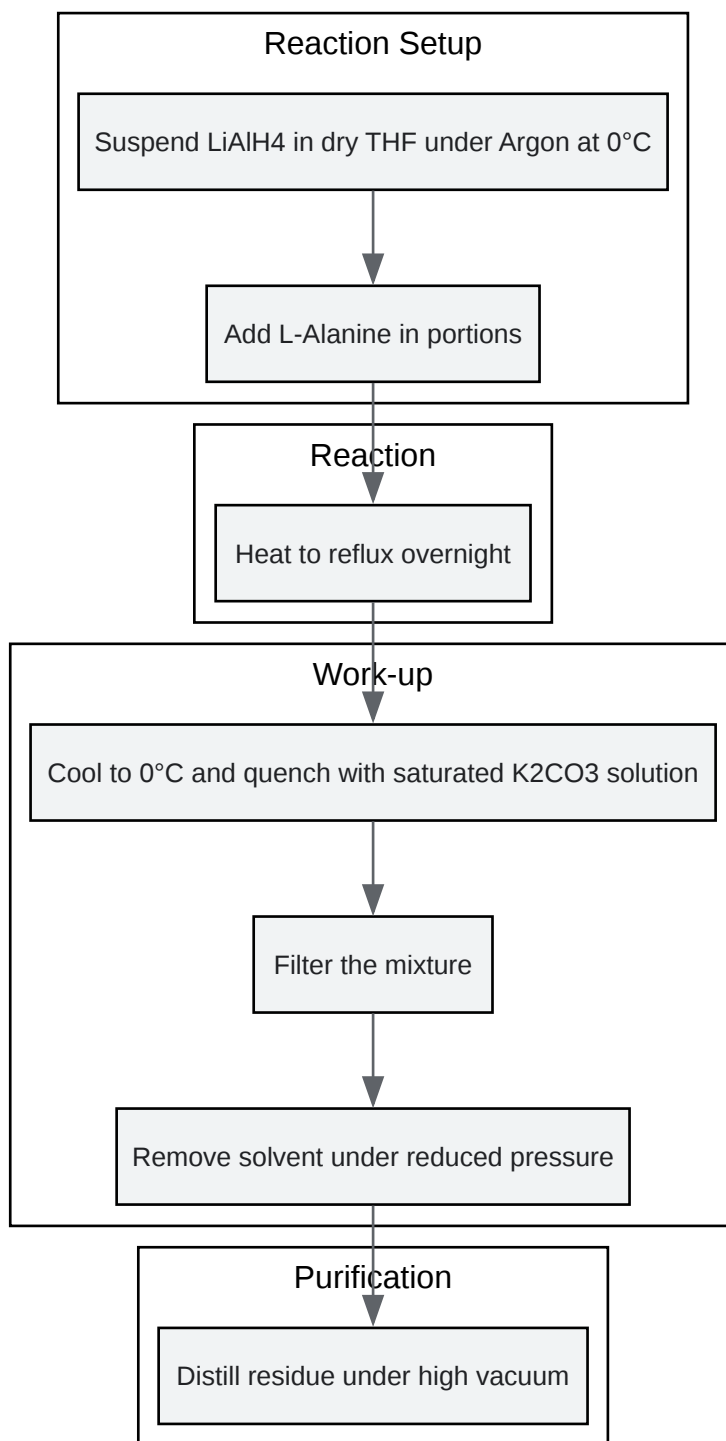 Reaction Setup
Suspend LiAlH4 in dry THF under Argon at 0°C
Add L-Alanine in portions
Reaction
Heat to reflux overnight
Work-up
Cool to 0°C and quench with saturated K2CO3 solution
Filter the mixture
Remove solvent under reduced pressure
Purification
Distill residue under high vacuum